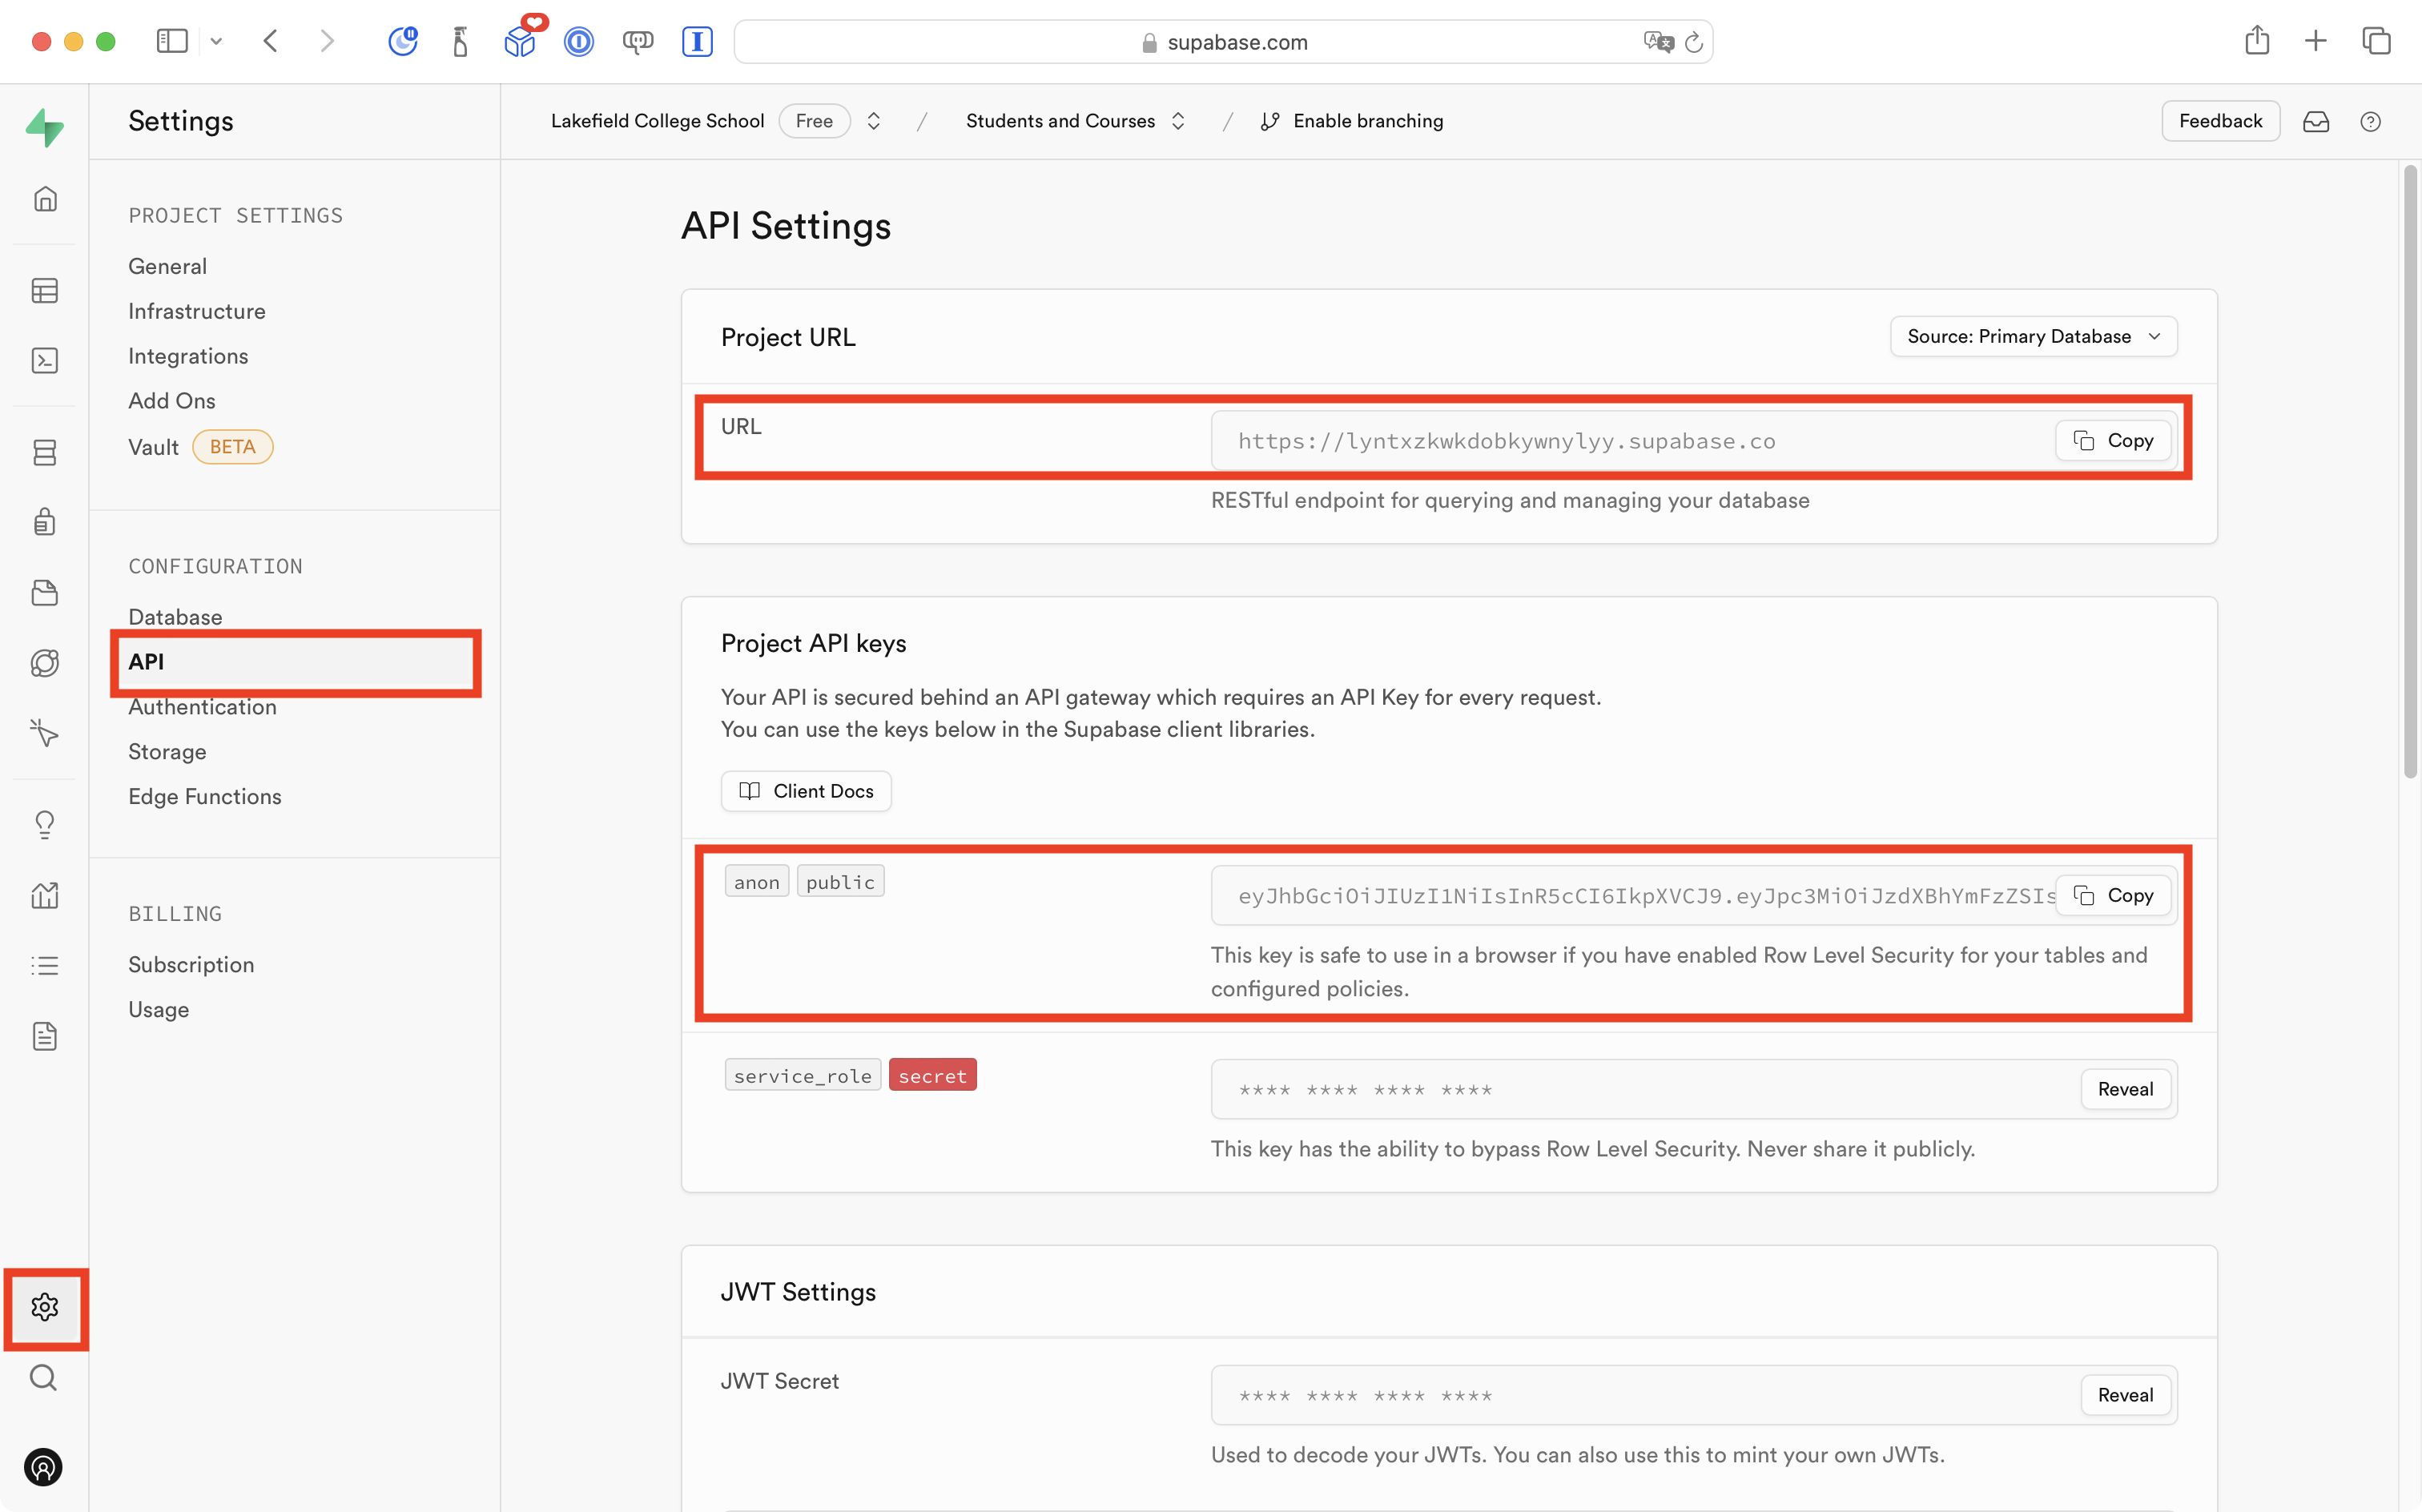 supabase.com
Settings
Lakefield College School Free / Students and Courses / Enable branching
Feedback
PROJECT SETTINGS
General
Infrastructure
Integrations
Add Ons
Vault BETA
CONFIGURATION
Database
API
Authentication
Storage
Edge Functions
BILLING
Subscription
Usage
API Settings
Project URL
Source: Primary Database
URL
https://lyntxzkwkdobkywnylyy.supabase.co
Copy
RESTful endpoint for querying and managing your database
Project API keys
Your API is secured behind an API gateway which requires an API Key for every request.
You can use the keys below in the Supabase client libraries.
Client Docs
anon public
eyJhbGciOiJIUzI1NiIsInR5cCI6IkpXVCJ9.eyJpc3MiOiJzdXBhYmFzZSIs
Copy
This key is safe to use in a browser if you have enabled Row Level Security for your tables and
configured policies.
service_role secret
**** **** **** ****
Reveal
This key has the ability to bypass Row Level Security. Never share it publicly.
JWT Settings
JWT Secret
**** **** **** ****
Reveal
Used to decode your JWTs. You can also use this to mint your own JWTs.